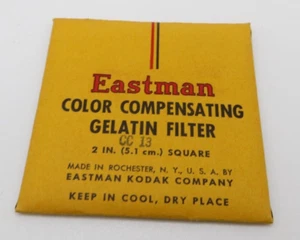 Eastman
COLOR COMPENSATING
GELATIN FILTER
CC 13
2 IN. (5.1 cm.) SQUARE
MADE IN ROCHESTER, N. Y., U. S. A. BY
EASTMAN KODAK COMPANY
KEEP IN COOL, DRY PLACE